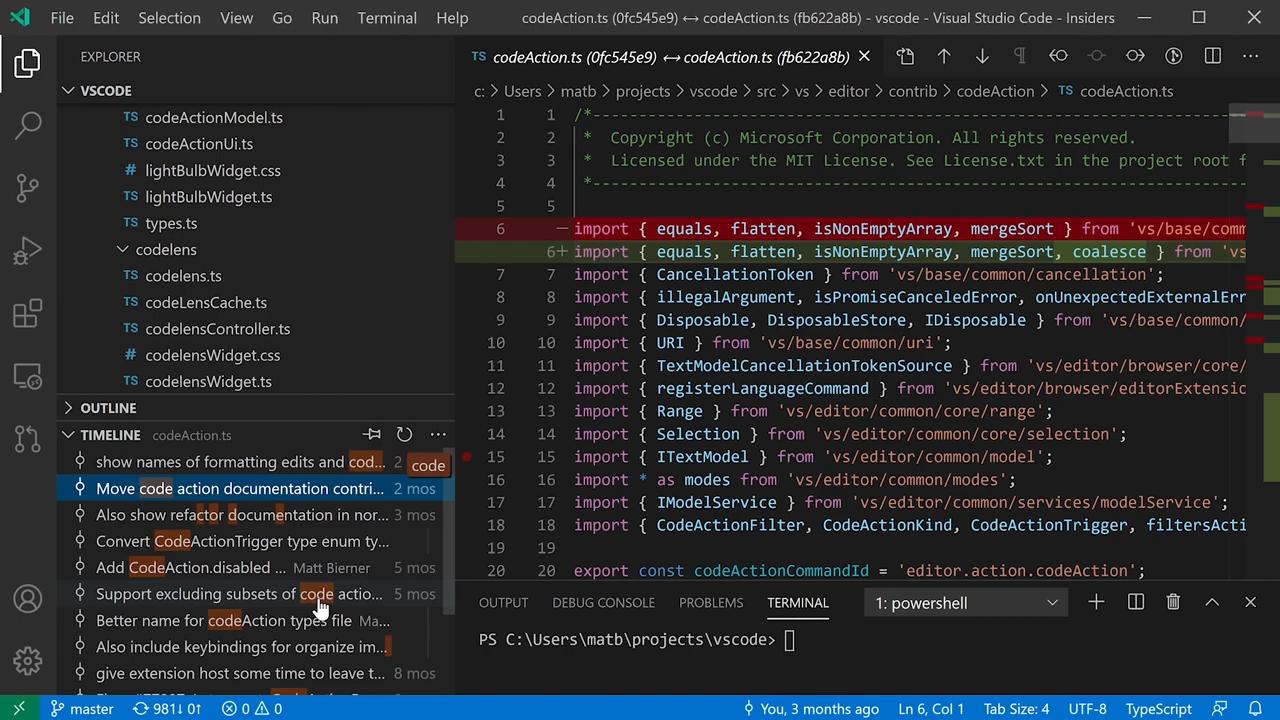 File Edit Selection View Go Run Terminal Help codeAction.ts (0fc545e9) ↔ codeAction.ts (fb622a8b) - vscode - Visual Studio Code - Insiders
EXPLORER
VSCODE
TS codeActionModel.ts
TS codeActionUi.ts
# lightBulbWidget.css
TS lightBulbWidget.ts
TS types.ts
codelens
TS codelens.ts
TS codeLensCache.ts
TS codelensController.ts
# codelensWidget.css
TS codelensWidget.ts
OUTLINE
TIMELINE codeAction.ts
show names of formatting edits and cod... 2
code
Move code action documentation contri... 2 mos
Also show refactor documentation in nor... 3 mos
Convert CodeActionTrigger type enum ty...
Add CodeAction.disabled ... Matt Bierner 5 mos
Support excluding subsets of code actio... 5 mos
Better name for codeAction types file Ma...
Also include keybindings for organize im...
give extension host some time to leave t... 8 mos
TS codeAction.ts (0fc545e9) ↔ codeAction.ts (fb622a8b)
c: > Users > matb > projects > vscode > src > vs > editor > contrib > codeAction > TS codeAction.ts
1 1 /*---------------------------------------------------------
2 2 * Copyright (c) Microsoft Corporation. All rights reserved.
3 3 * Licensed under the MIT License. See License.txt in the project root f
4 4 *---------------------------------------------------------
5 5
6 — import { equals, flatten, isNonEmptyArray, mergeSort } from 'vs/base/comm
6+ import { equals, flatten, isNonEmptyArray, mergeSort, coalesce } from 'vs
7 7 import { CancellationToken } from 'vs/base/common/cancellation';
8 8 import { illegalArgument, isPromiseCanceledError, onUnexpectedExternalErr
9 9 import { Disposable, DisposableStore, IDisposable } from 'vs/base/common/
10 10 import { URI } from 'vs/base/common/uri';
11 11 import { TextModelCancellationTokenSource } from 'vs/editor/browser/core/
12 12 import { registerLanguageCommand } from 'vs/editor/browser/editorExtensio
13 13 import { Range } from 'vs/editor/common/core/range';
14 14 import { Selection } from 'vs/editor/common/core/selection';
15 15 import { ITextModel } from 'vs/editor/common/model';
16 16 import * as modes from 'vs/editor/common/modes';
17 17 import { IModelService } from 'vs/editor/common/services/modelService';
18 18 import { CodeActionFilter, CodeActionKind, CodeActionTrigger, filtersActi
19 19
20 20 export const codeActionCommandId = 'editor.action.codeAction';
OUTPUT DEBUG CONSOLE PROBLEMS TERMINAL 1: powershell
PS C:\Users\matb\projects\vscode>
master 981↓ 0↑ 0 0 You, 3 months ago Ln 6, Col 1 Tab Size: 4 UTF-8 TypeScript